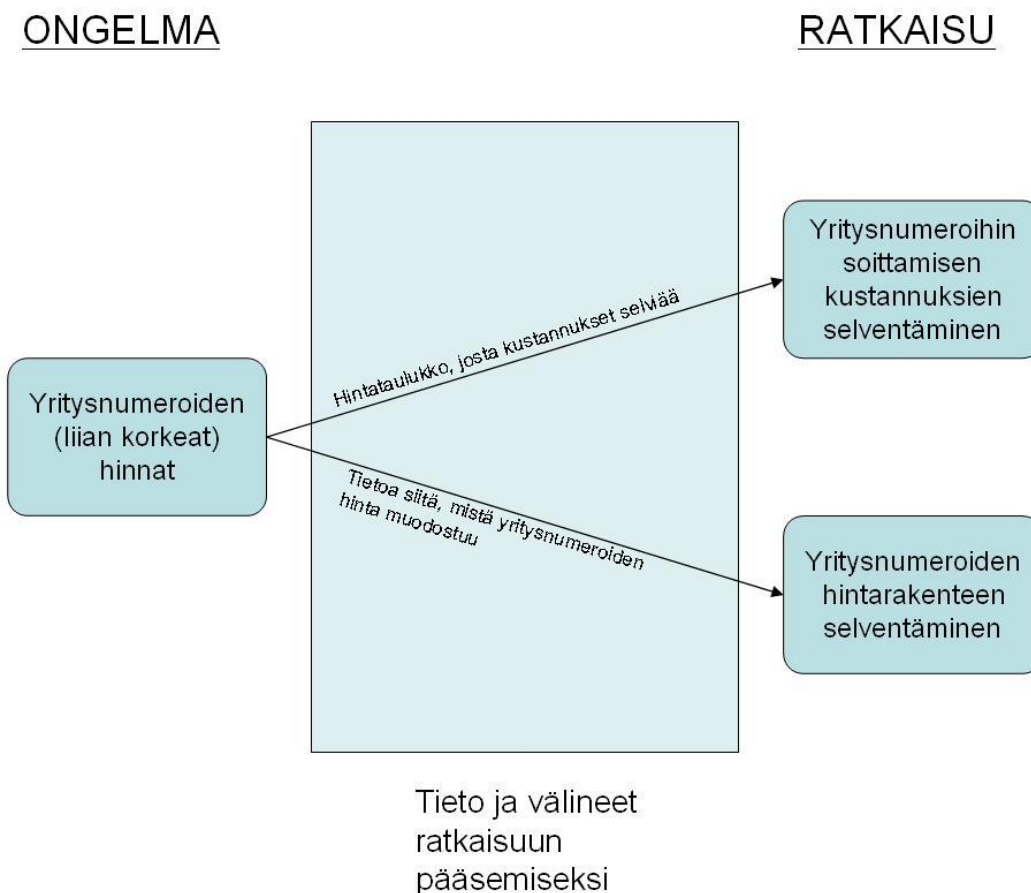 ONGELMA
RATKAISU
Yritysnumeroihin
soittamisen
kustannuksien
selventäminen
Hintataulukko, josta kustannukset selviää
Yritysnumeroiden
(liian korkeat)
hinnat
Tietoa siitä, mistä yritysnumeroiden
hinta muodostuu
Yritysnumeroiden
hintarakenteen
selventäminen
Tieto ja välineet
ratkaisuun
pääsemiseksi